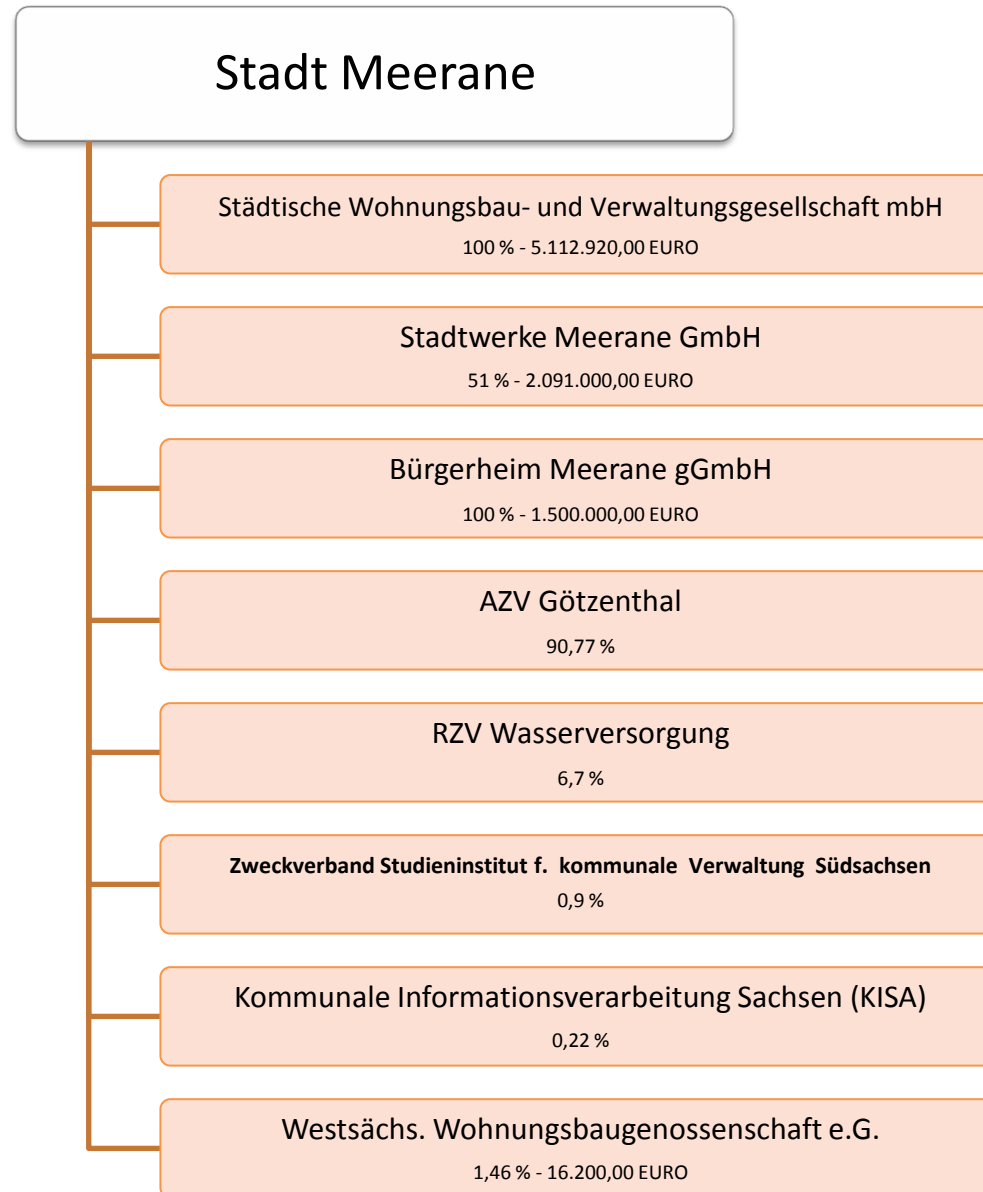 Stadt Meerane
Städtische Wohnungsbau- und Verwaltungsgesellschaft mbH
100 % - 5.112.920,00 EURO
Stadtwerke Meerane GmbH
51 % - 2.091.000,00 EURO
Bürgerheim Meerane gGmbH
100 % - 1.500.000,00 EURO
AZV Götzenthal
90,77 %
RZV Wasserversorgung
6,7 %
Zweckverband Studieninstitut f. kommunale Verwaltung Südsachsen
0,9 %
Kommunale Informationsverarbeitung Sachsen (KISA)
0,22 %
Westsächs. Wohnungsbaugenossenschaft e.G.
1,46 % - 16.200,00 EURO